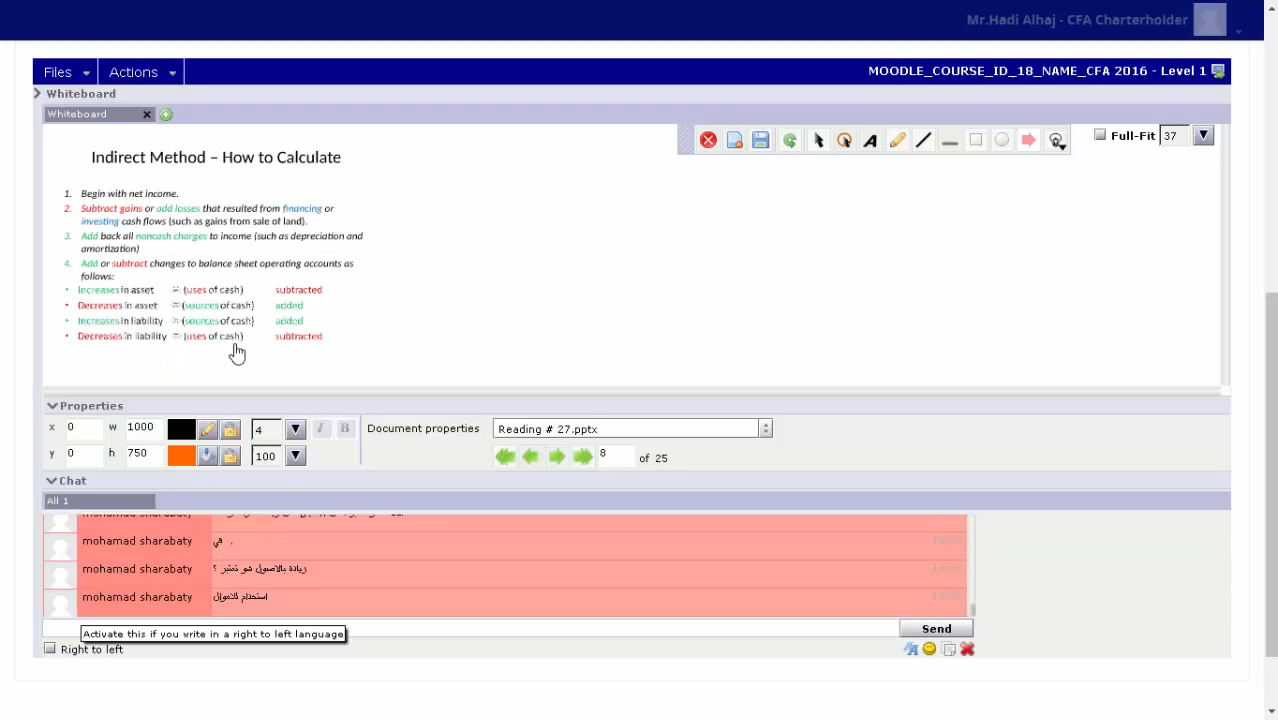 Mr.Hadi Alhaj - CFA Charterholder
Files
Actions
MOODLE_COURSE_ID_18_NAME_CFA 2016 - Level 1
Whiteboard
Whiteboard
Full-Fit 37
Indirect Method – How to Calculate
1. Begin with net income.
2. Subtract gains or add losses that resulted from financing or
investing cash flows (such as gains from sale of land).
3. Add back all noncash charges to income (such as depreciation and
amortization)
4. Add or subtract changes to balance sheet operating accounts as
follows:
• Increases in asset = (uses of cash) subtracted
• Decreases in asset = (sources of cash) added
• Increases in liability = (sources of cash) added
• Decreases in liability = (uses of cash) subtracted
Properties
x 0 w 1000 4 I B Document properties Reading # 27.pptx
y 0 h 750 100 8 of 25
Chat
All 1
mohamad sharabaty في .
mohamad sharabaty زيادة بالاصول شو تعتبر ؟
mohamad sharabaty استخدام للاموال
Send
Activate this if you write in a right to left language
Right to left